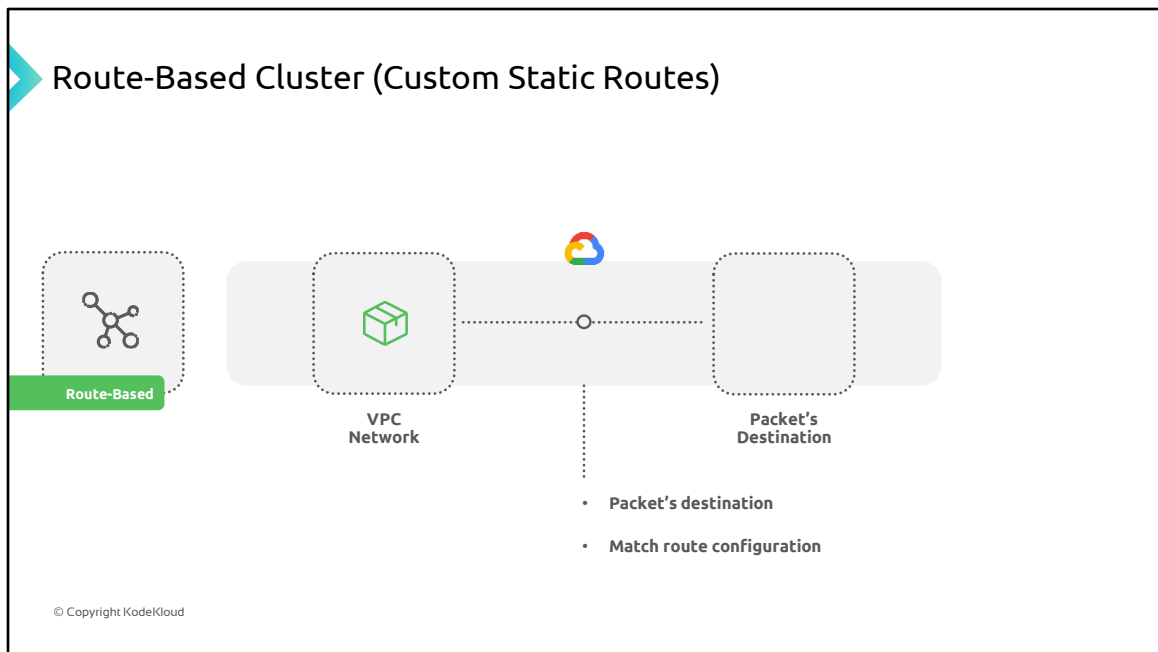 Route-Based Cluster (Custom Static Routes)
Route-Based
VPC
Network
Packet’s
Destination
• Packet’s destination
• Match route configuration
© Copyright KodeKloud